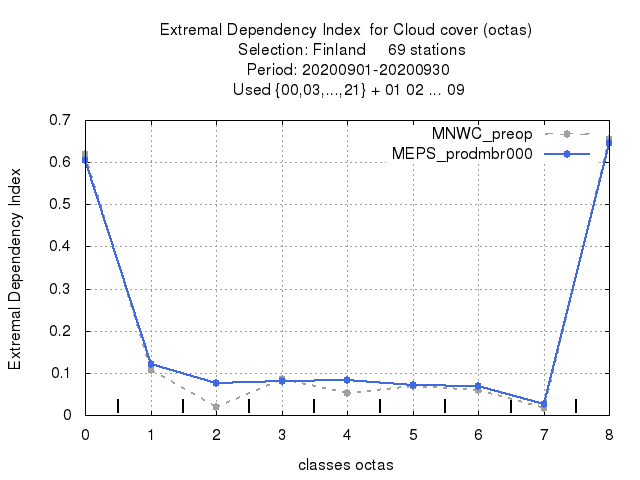 Extremal Dependency Index  for Cloud cover (octas)
Selection: Finland     69 stations
Period: 20200901-20200930
Used {00,03,...,21} + 01 02 ... 09
MNWC_preop
MEPS_prodmbr000
Extremal Dependency Index
0.7
0.6
0.5
0.4
0.3
0.2
0.1
0
0 1 2 3 4 5 6 7 8
classes octas